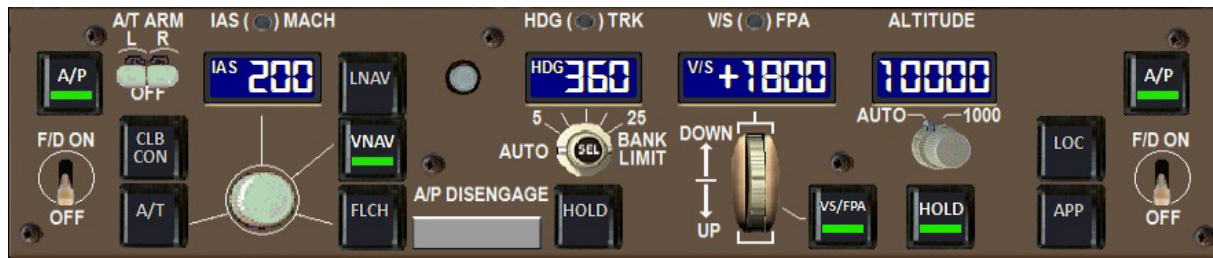 A/T ARM
L R
OFF
IAS ( ) MACH
HDG ( ) TRK
V/S ( ) FPA
ALTITUDE
A/P
IAS 200
LNAV
HDG 360
V/S +1800
10000
A/P
5 25
AUTO
BANK
LIMIT
SEL
DOWN
UP
AUTO 1000
F/D ON
OFF
CLB
CON
VNAV
A/T
FLCH
A/P DISENGAGE
HOLD
VS/FPA
HOLD
LOC
APP
F/D ON
OFF